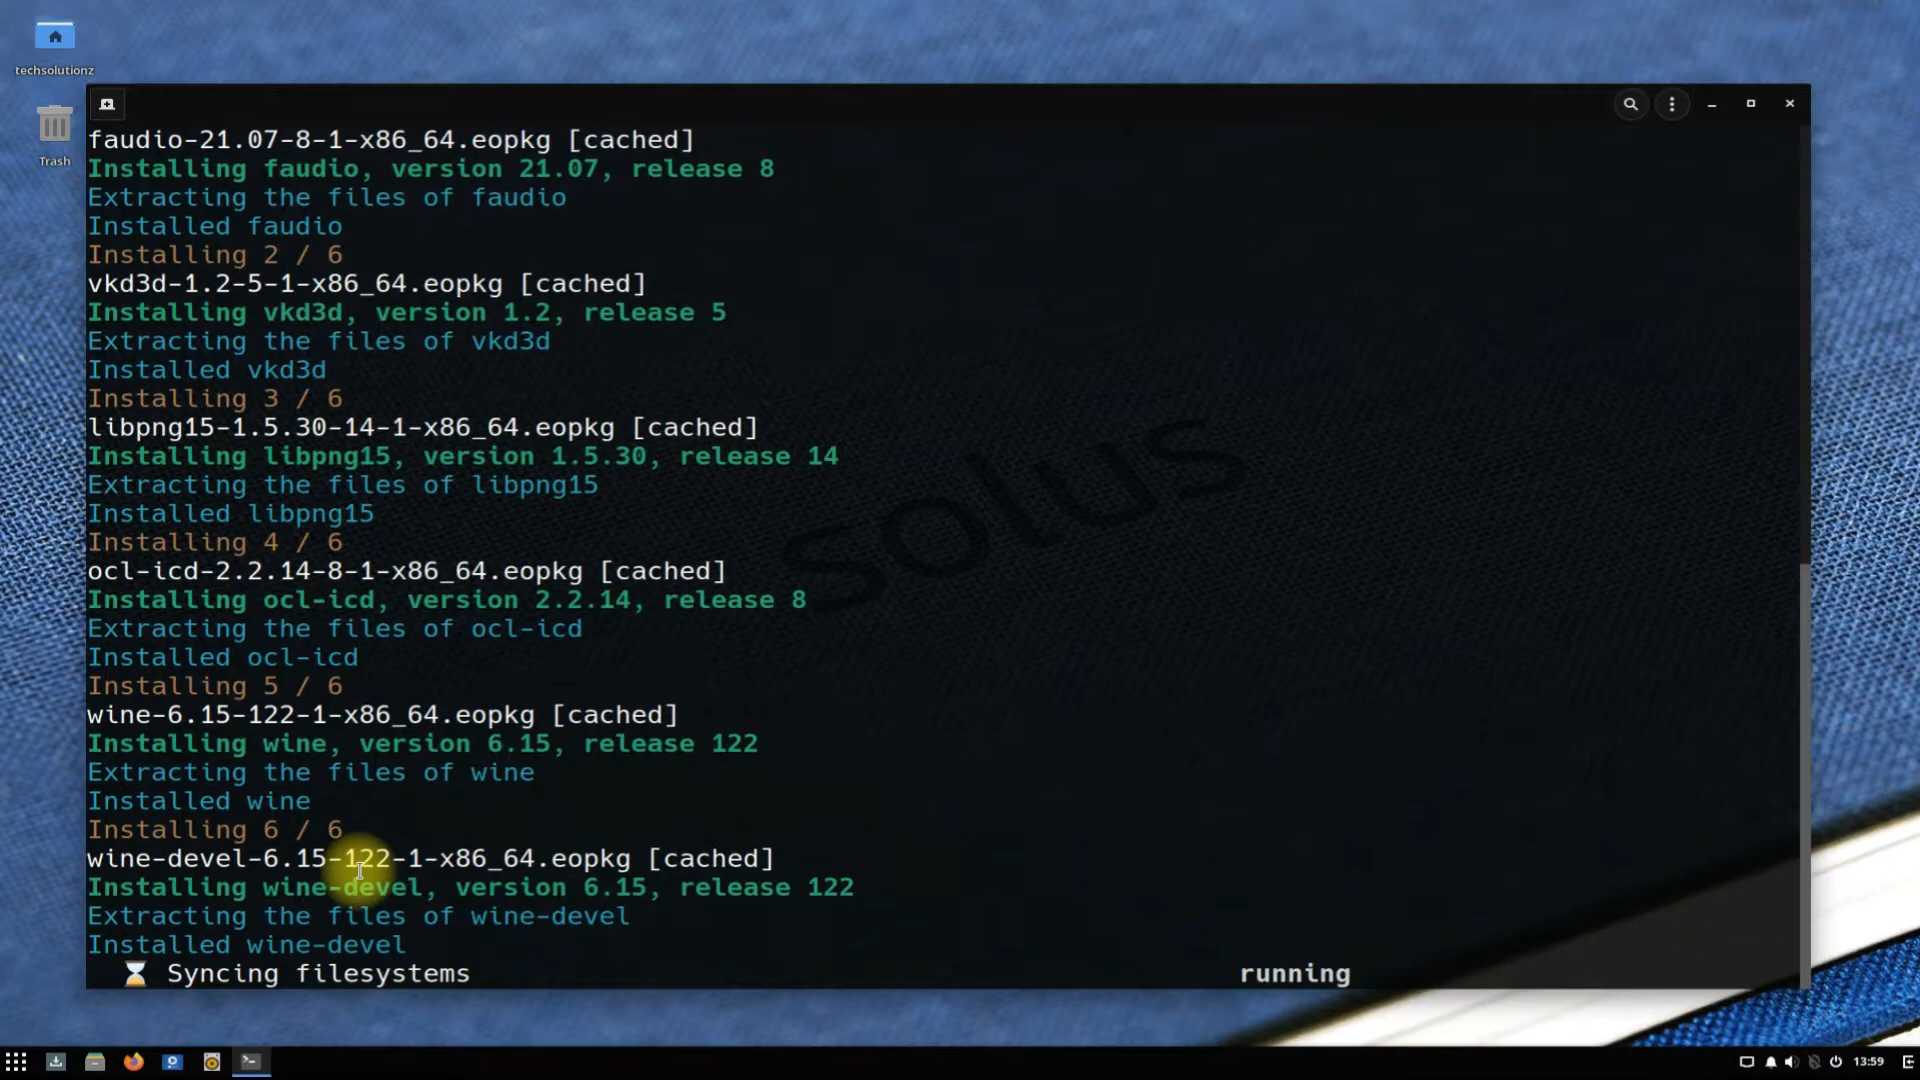 techsolutionz
Trash
faudio-21.07-8-1-x86_64.eopkg [cached]
Installing faudio, version 21.07, release 8
Extracting the files of faudio
Installed faudio
Installing 2 / 6
vkd3d-1.2-5-1-x86_64.eopkg [cached]
Installing vkd3d, version 1.2, release 5
Extracting the files of vkd3d
Installed vkd3d
Installing 3 / 6
libpng15-1.5.30-14-1-x86_64.eopkg [cached]
Installing libpng15, version 1.5.30, release 14
Extracting the files of libpng15
Installed libpng15
Installing 4 / 6
ocl-icd-2.2.14-8-1-x86_64.eopkg [cached]
Installing ocl-icd, version 2.2.14, release 8
Extracting the files of ocl-icd
Installed ocl-icd
Installing 5 / 6
wine-6.15-122-1-x86_64.eopkg [cached]
Installing wine, version 6.15, release 122
Extracting the files of wine
Installed wine
Installing 6 / 6
wine-devel-6.15-122-1-x86_64.eopkg [cached]
Installing wine-devel, version 6.15, release 122
Extracting the files of wine-devel
Installed wine-devel
Syncing filesystems running
solus
13:59